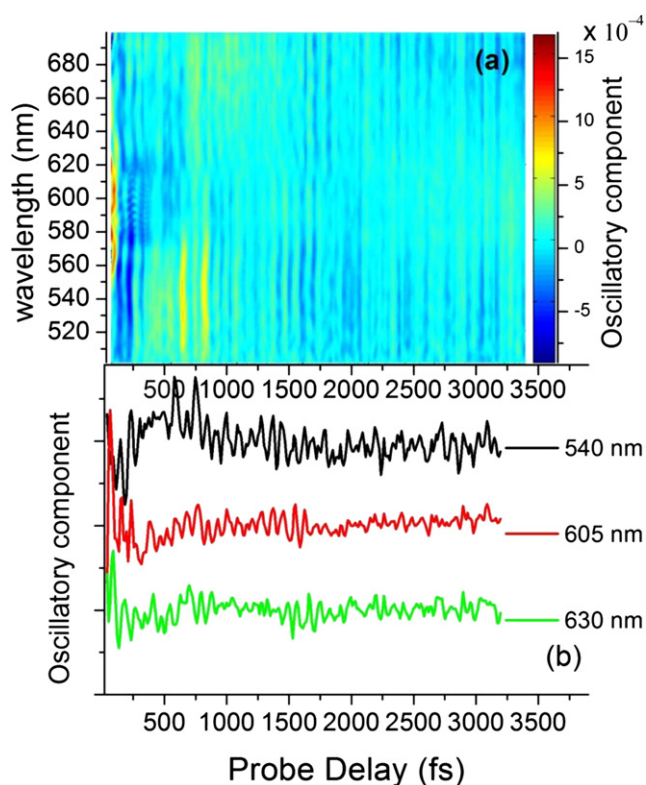 x 10⁻⁴
(a)
680
660
640
620
600
580
560
540
520
wavelength (nm)
15
10
5
0
-5
Oscillatory component
500 1000 1500 2000 2500 3000 3500
540 nm
605 nm
630 nm
(b)
Oscillatory component
500 1000 1500 2000 2500 3000 3500
Probe Delay (fs)